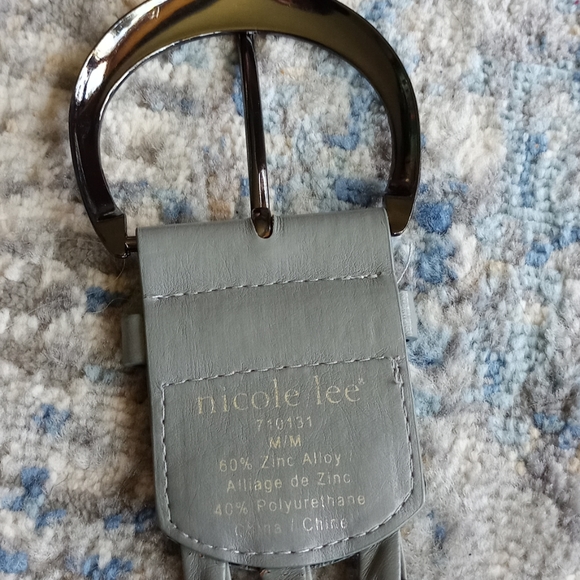 nicole lee®
710131
M/M
60% Zinc Alloy /
Alliage de Zinc
40% Polyurethane
China / Chine